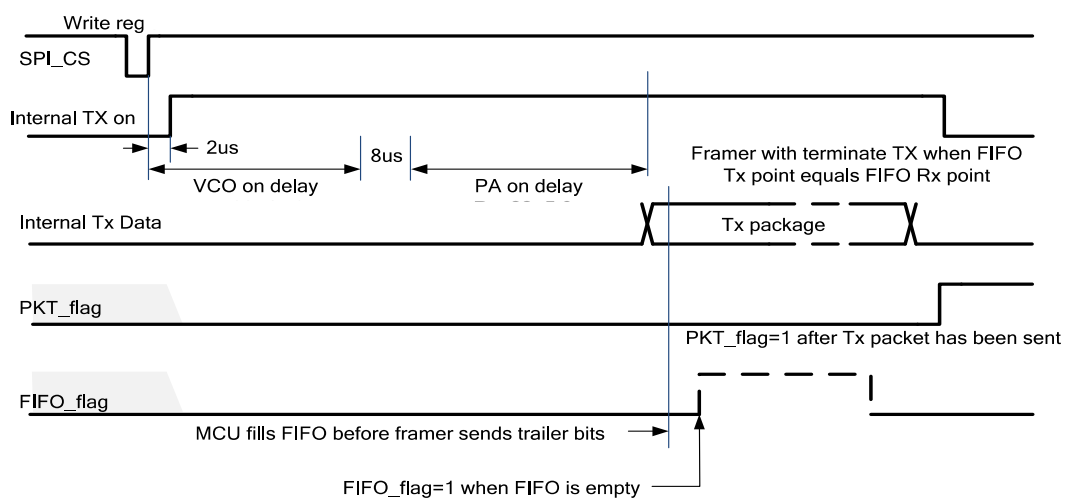 Write reg
SPI_CS
Internal TX on
2us
8us
VCO on delay
PA on delay
Framer with terminate TX when FIFO
Tx point equals FIFO Rx point
Internal Tx Data
Tx package
PKT_flag
PKT_flag=1 after Tx packet has been sent
FIFO_flag
MCU fills FIFO before framer sends trailer bits
FIFO_flag=1 when FIFO is empty